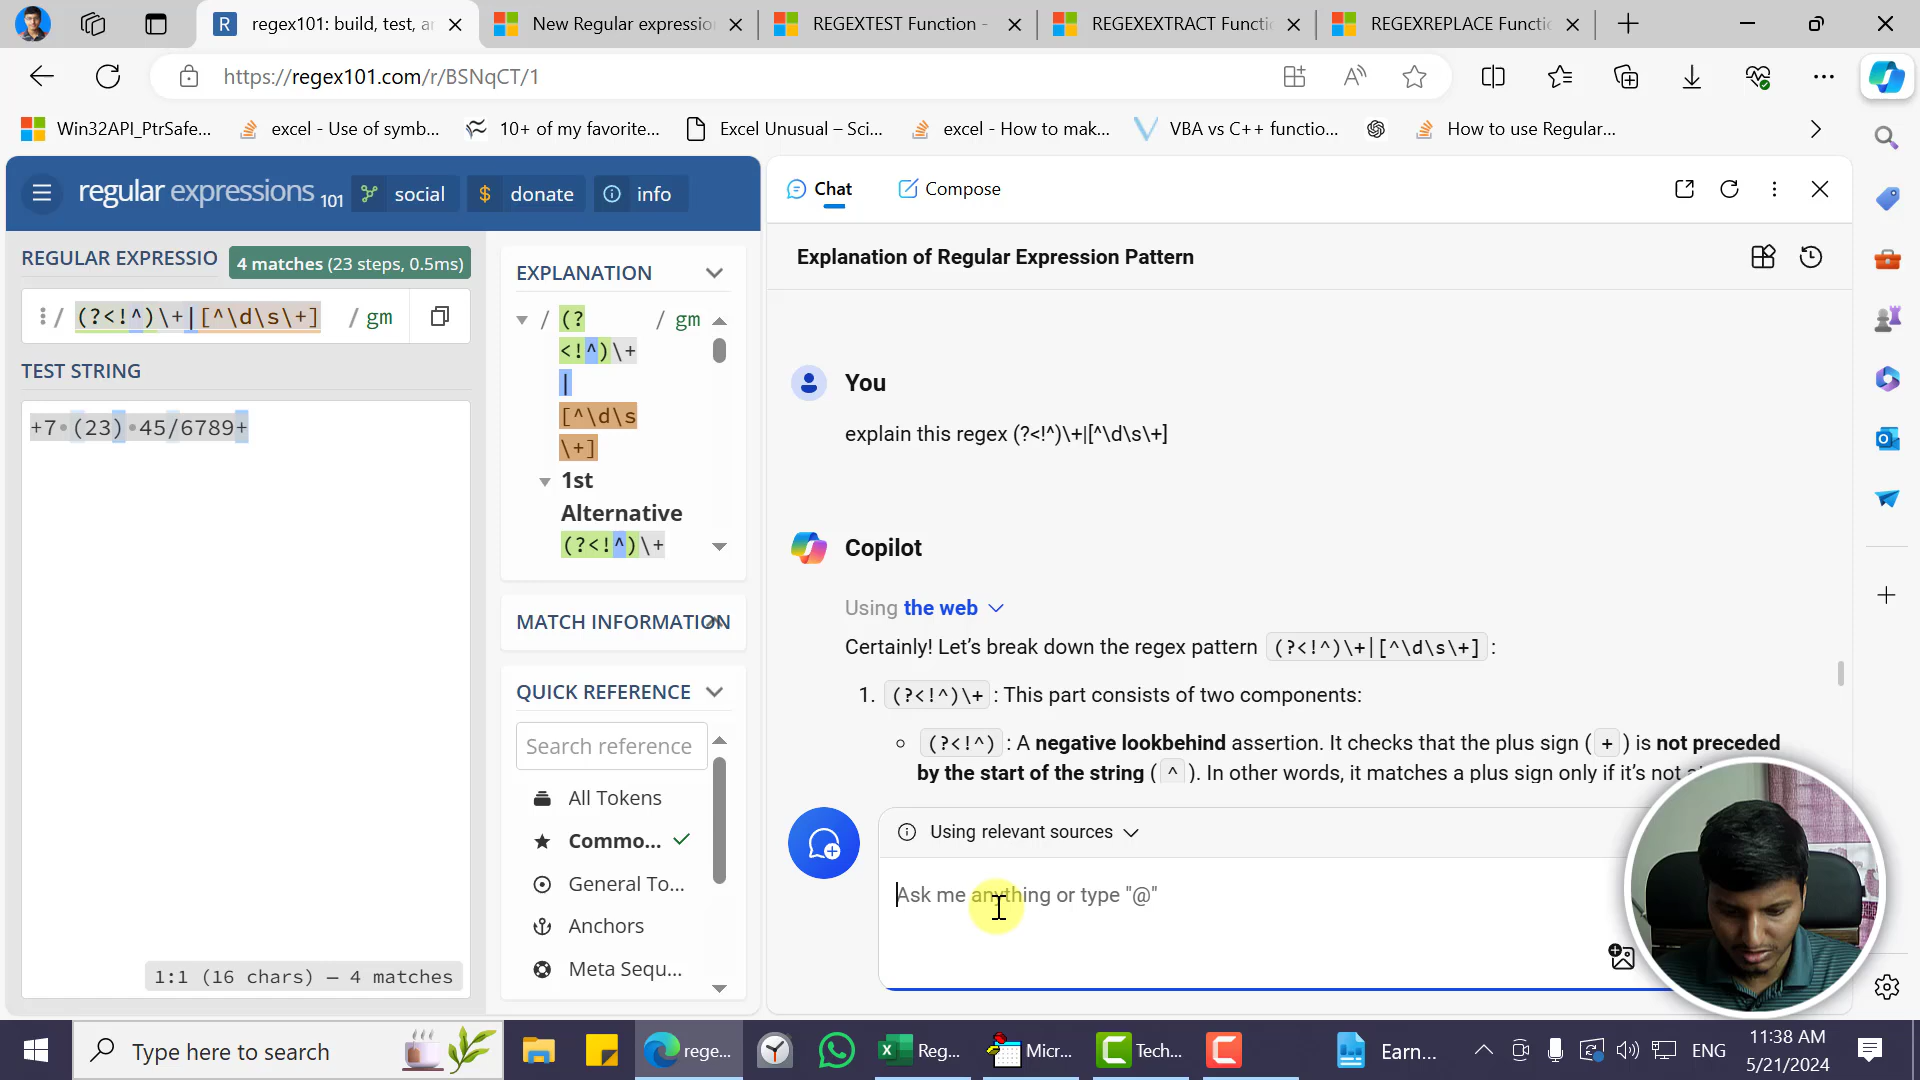 regex101: build, test, a
New Regular expressio
REGEXTEST Function -
REGEXEXTRACT Functi
REGEXREPLACE Functi
https://regex101.com/r/BSNqCT/1
Win32API_PtrSafe...
excel - Use of symb...
10+ of my favorite...
Excel Unusual – Sci...
excel - How to mak...
VBA vs C++ functio...
How to use Regular...
regular expressions 101
social
$ donate
info
Chat
Compose
REGULAR EXPRESSIO
4 matches (23 steps, 0.5ms)
/ (?<!^)\+|[^\d\s\+] / gm
TEST STRING
+7 (23) 45/6789+
1:1 (16 chars) — 4 matches
EXPLANATION
/ (? / gm
<!^)\+
|
[^\d\s
\+]
1st
Alternative
(?<!^)\+
MATCH INFORMATION
QUICK REFERENCE
Search reference
All Tokens
Commo...
General To...
Anchors
Meta Sequ...
Explanation of Regular Expression Pattern
You
explain this regex (?<!^)\+|[^\d\s\+]
Copilot
Using the web
Certainly! Let's break down the regex pattern (?<!^)\+|[^\d\s\+] :
1. (?<!^)\+ : This part consists of two components:
(?<!^) : A negative lookbehind assertion. It checks that the plus sign ( + ) is not preceded
by the start of the string ( ^ ). In other words, it matches a plus sign only if it's not
Using relevant sources
Ask me anything or type "@"
Type here to search
rege...
Reg...
Micr...
Tech...
Earn...
ENG
11:38 AM
5/21/2024